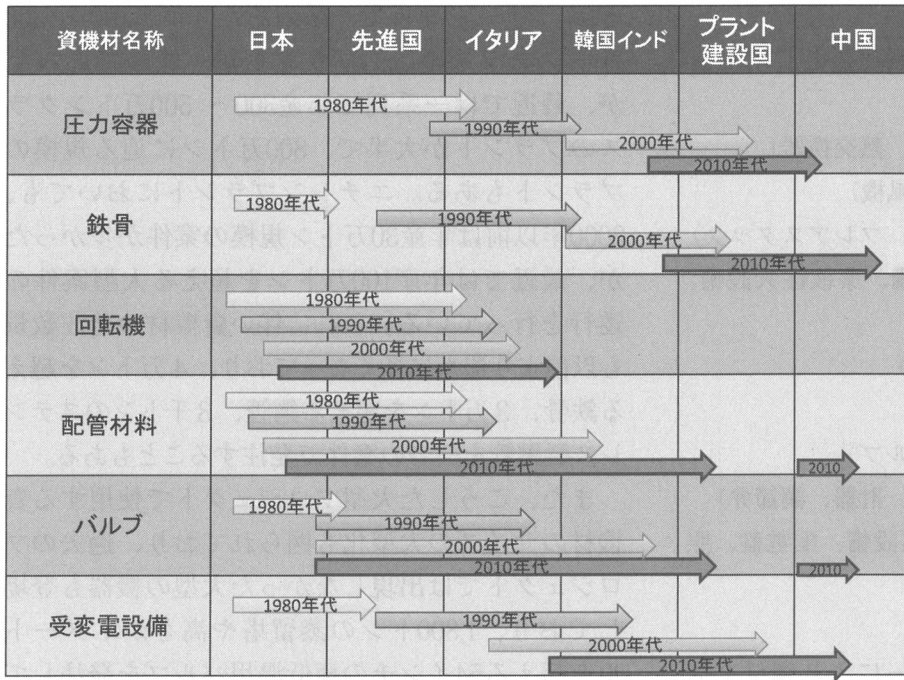 資機材名称 日本 先進国 イタリア 韓国インド プラント建設国 中国
圧力容器
1980年代
1990年代
2000年代
2010年代
鉄骨
1980年代
1990年代
2000年代
2010年代
回転機
1980年代
1990年代
2000年代
2010年代
配管材料
1980年代
1990年代
2000年代
2010年代 2010
バルブ
1980年代
1990年代
2000年代
2010年代 2010
受変電設備
1980年代
1990年代
2000年代
2010年代